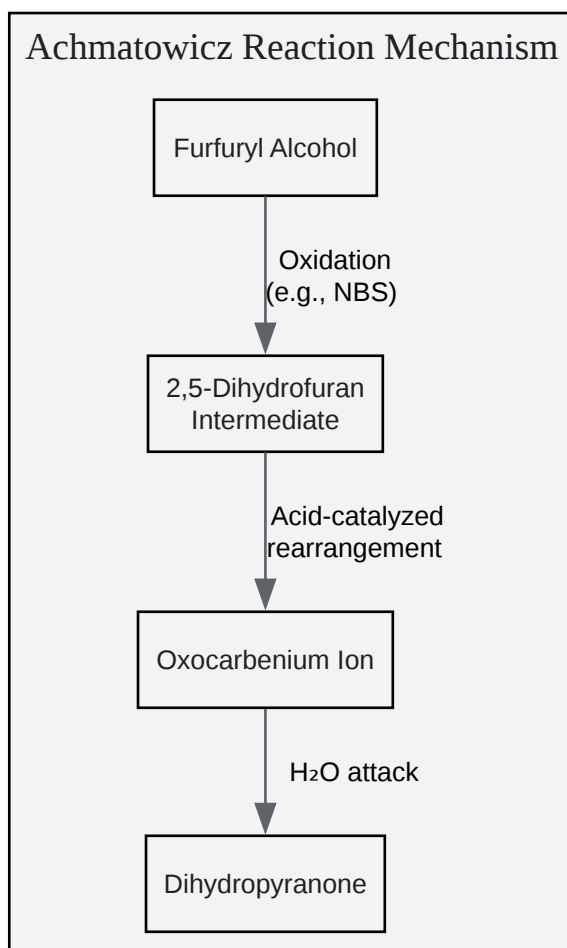 Achmatowicz Reaction Mechanism
Furfuryl Alcohol
Oxidation
(e.g., NBS)
2,5-Dihydrofuran
Intermediate
Acid-catalyzed
rearrangement
Oxocarbenium Ion
H₂O attack
Dihydropyranone